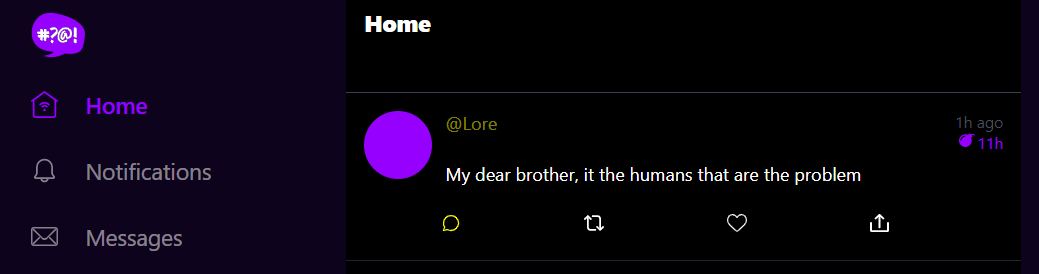 #?@!
Home
Notifications
Messages
Home
@Lore
1h ago
11h
My dear brother, it the humans that are the problem